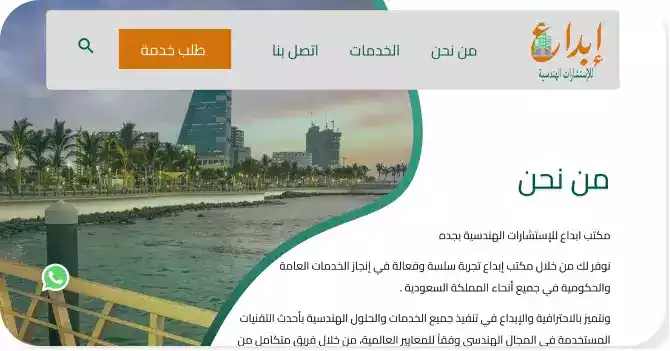 إبداع
للإستشارات الهندسية
من نحن
الخدمات
اتصل بنا
طلب خدمة
من نحن
مكتب ابداع للإستشارات الهندسية بجده
نوفر لك من خلال مكتب إبداع تجربة سلسة وفعالة في إنجاز الخدمات العامة
والحكومية في جميع أنحاء المملكة السعودية .
ونتميز بالاحترافية والإبداع في تنفيذ جميع الخدمات والحلول الهندسية بأحدث التقنيات
المستخدمة في المجال الهندسي وفقاً للمعايير العالمية، من خلال فريق متكامل من